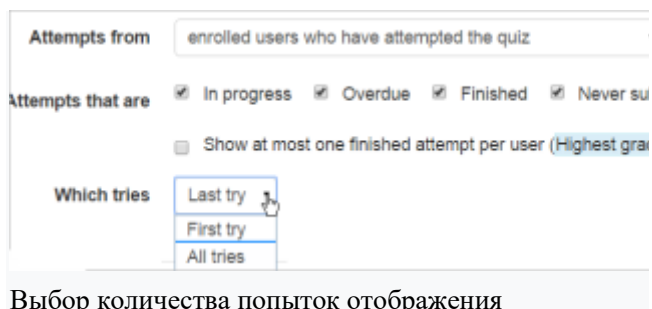 Attempts from enrolled users who have attempted the quiz
Attempts that are In progress Overdue Finished Never
Show at most one finished attempt per user (Highest
Which tries Last try
First try
All tries
Выбор количества попыток отображения